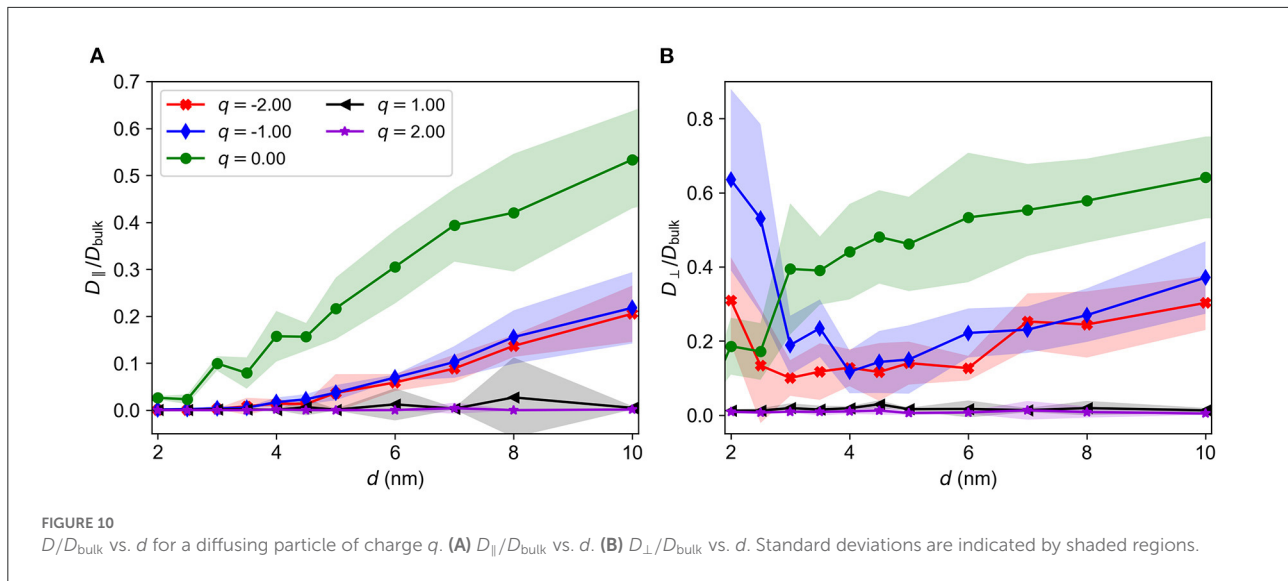 A
0.7
0.6
0.5
0.4
0.3
0.2
0.1
0.0
D∥/Dbulk
q = -2.00
q = -1.00
q = 0.00
q = 1.00
q = 2.00
2 4 6 8 10
d (nm)
B
0.8
0.6
0.4
0.2
0.0
D⊥/Dbulk
2 4 6 8 10
d (nm)
FIGURE 10
D/Dbulk vs. d for a diffusing particle of charge q. (A) D∥/Dbulk vs. d. (B) D⊥/Dbulk vs. d. Standard deviations are indicated by shaded regions.